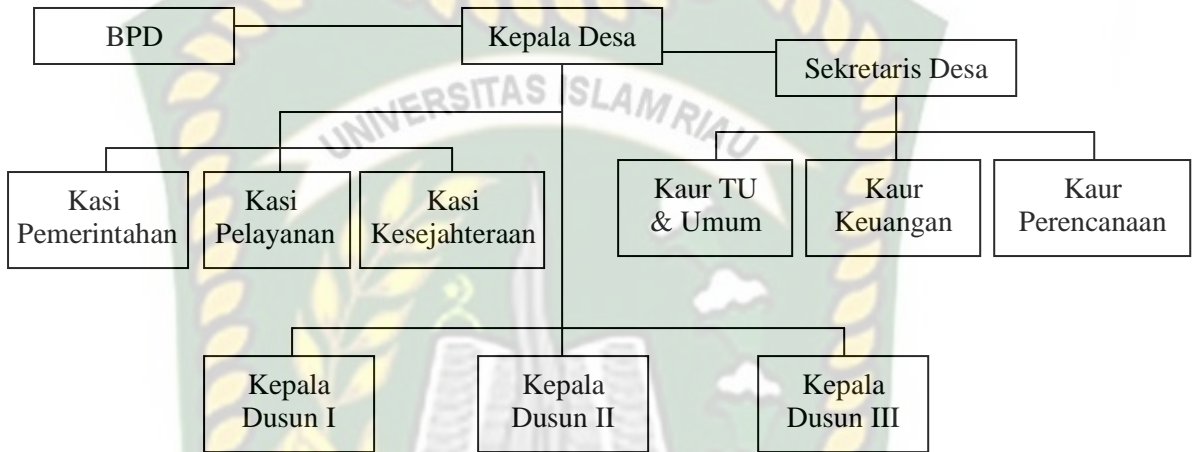 BPD
Kepala Desa
Sekretaris Desa
UNIVERSITAS ISLAM RIAU
Kasi
Pemerintahan
Kasi
Pelayanan
Kasi
Kesejahteraan
Kaur TU
& Umum
Kaur
Keuangan
Kaur
Perencanaan
Kepala
Dusun I
Kepala
Dusun II
Kepala
Dusun III